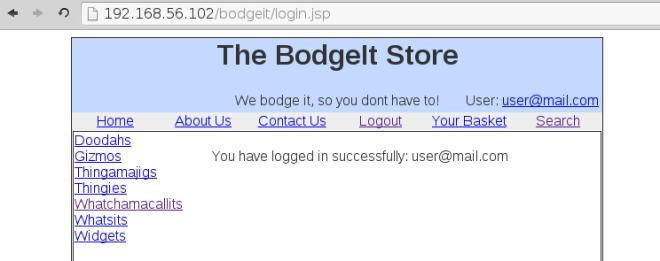 192.168.56.102/bodgeit/login.jsp
The BodgeIt Store
We bodge it, so you dont have to! User: user@mail.com
Home About Us Contact Us Logout Your Basket Search
Doodahs
Gizmos You have logged in successfully: user@mail.com
Thingamajigs
Thingies
Whatchamacallits
Whatsits
Widgets